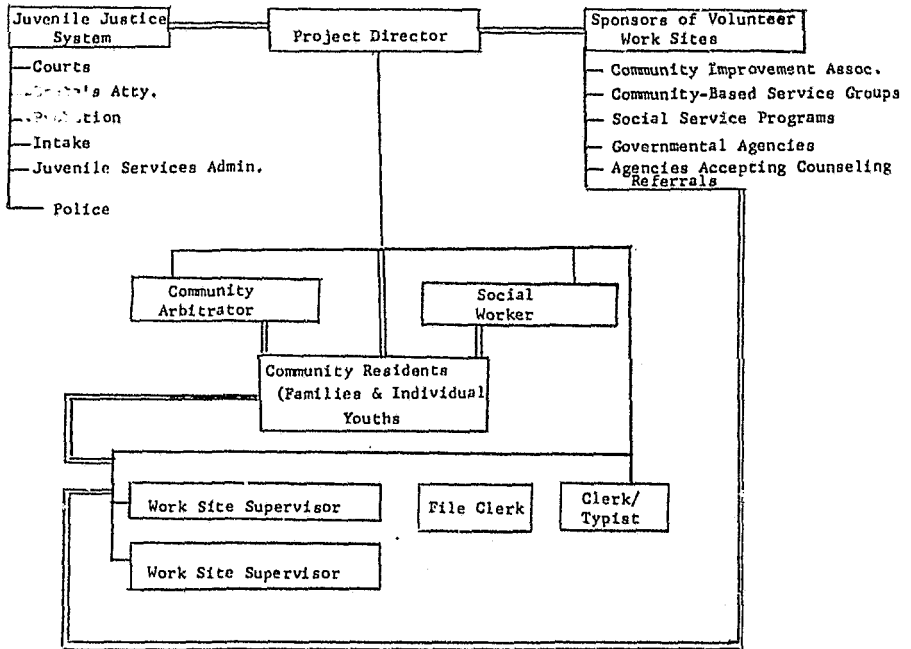 Juvenile Justice
System
Project Director
Sponsors of Volunteer
Work Sites
Courts
Atty.
Intake
Juvenile Services Admin.
Police
Community Improvement Assoc.
Community-Based Service Groups
Social Service Programs
Governmental Agencies
Agencies Accepting Counseling
Referrals
Community
Arbitrator
Social
Worker
Community Residents
(Families & Individual
Youths
Work Site Supervisor
File Clerk
Clerk/
Typist
Work Site Supervisor